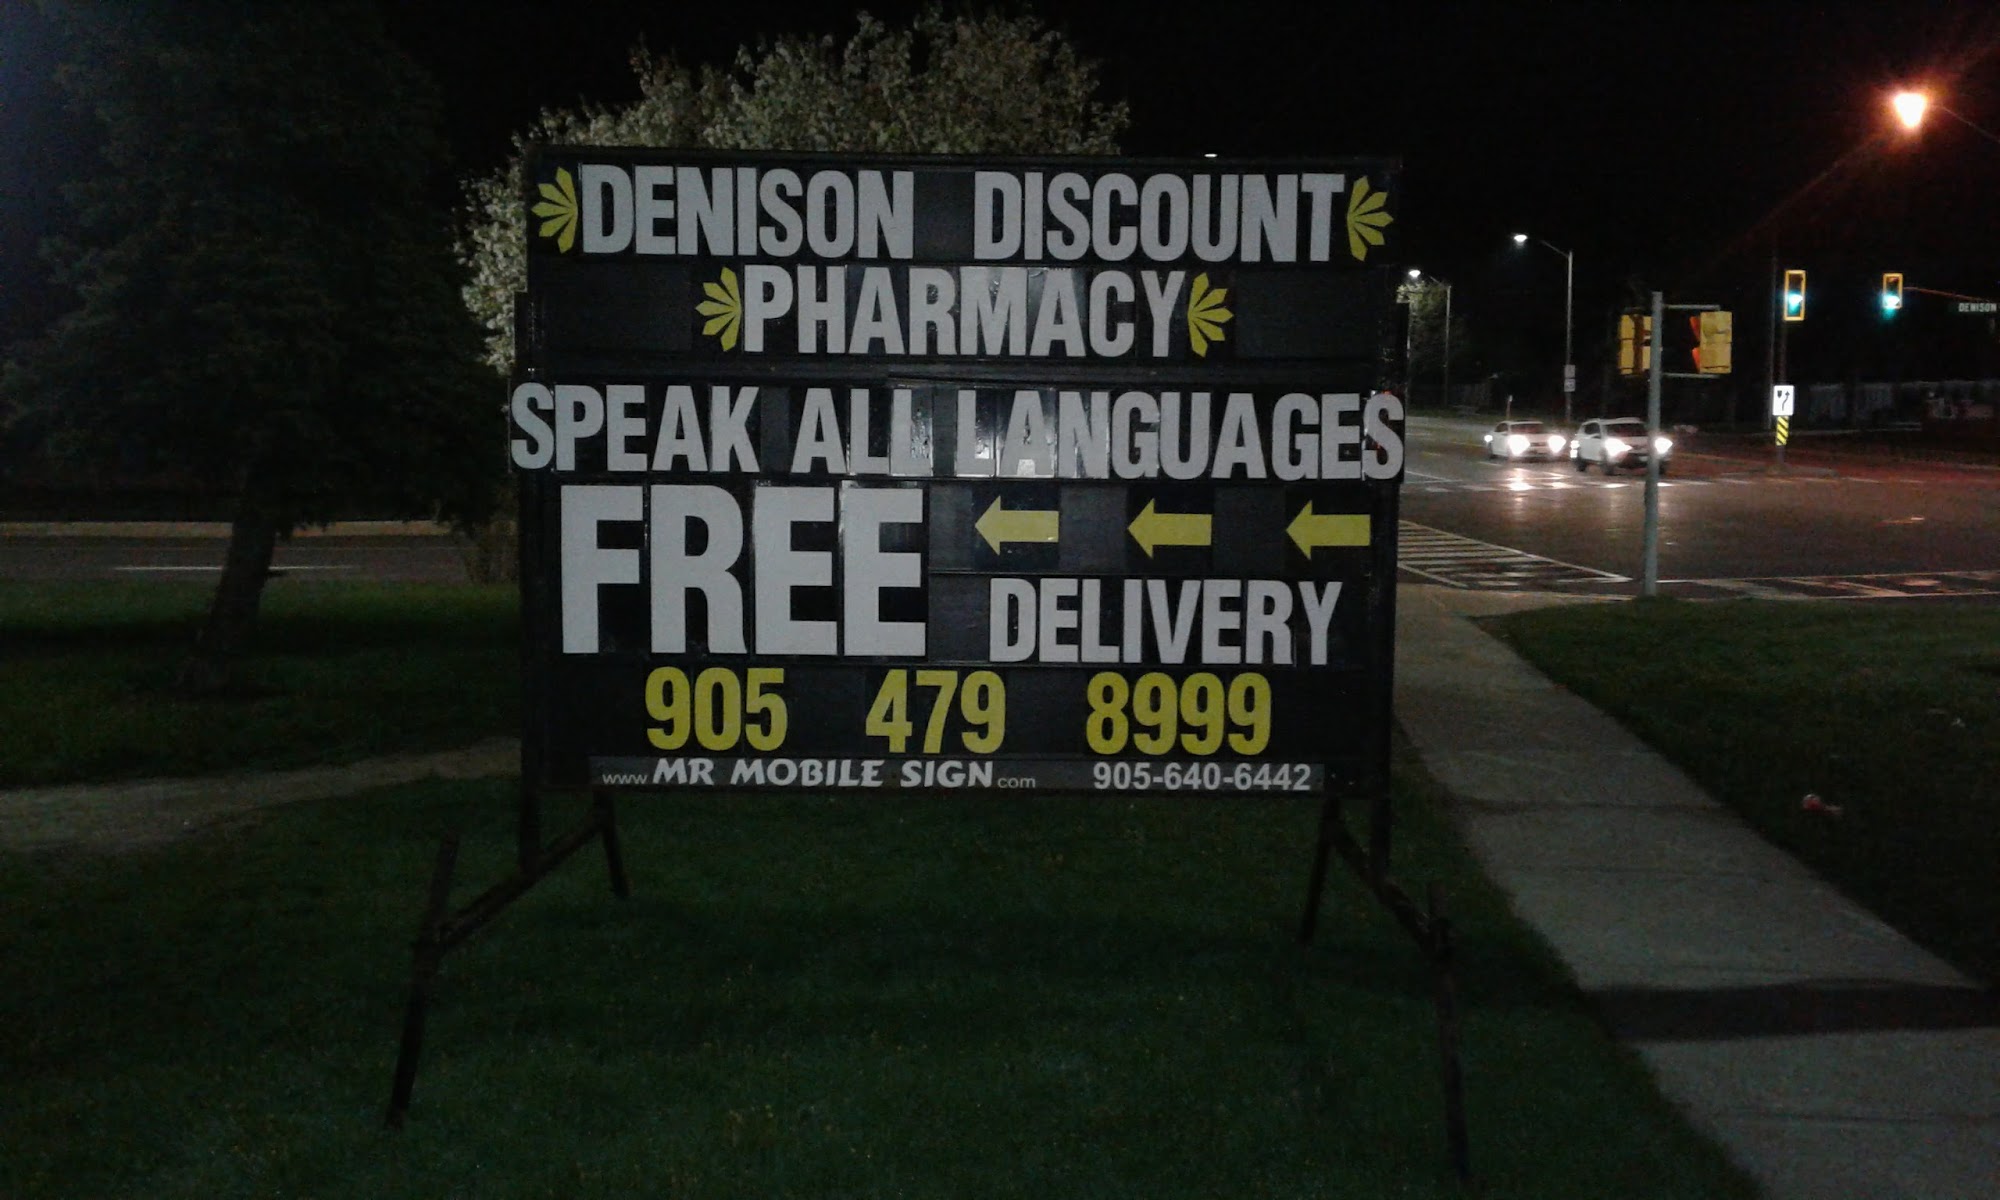 DENISON DISCOUNT
PHARMACY
SPEAK ALL LANGUAGES
FREE DELIVERY
905 479 8999
www MR MOBILE SIGN.com 905-640-6442
DENISON